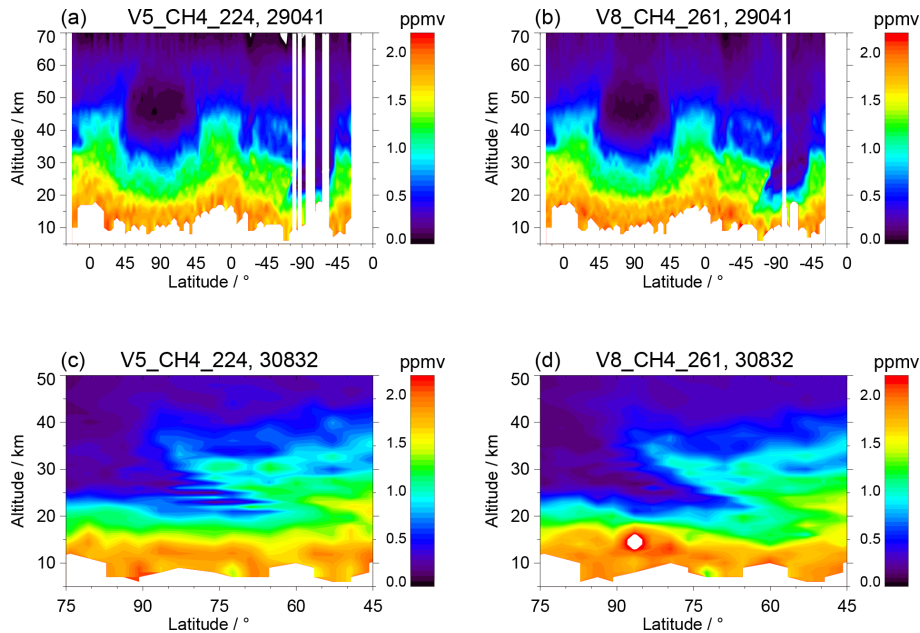 (a) V5_CH4_224, 29041 ppmv
70
60
50
40
30
20
10
Altitude / km
0 45 90 45 0 -45 -90 -45 0
Latitude / °
2.0
1.5
1.0
0.5
0.0
(b) V8_CH4_261, 29041 ppmv
70
60
50
40
30
20
10
Altitude / km
0 45 90 45 0 -45 -90 -45 0
Latitude / °
2.0
1.5
1.0
0.5
0.0
(c) V5_CH4_224, 30832 ppmv
50
40
30
20
10
Altitude / km
75 90 75 60 45
Latitude / °
2.0
1.5
1.0
0.5
0.0
(d) V8_CH4_261, 30832 ppmv
50
40
30
20
10
Altitude / km
75 90 75 60 45
Latitude / °
2.0
1.5
1.0
0.5
0.0